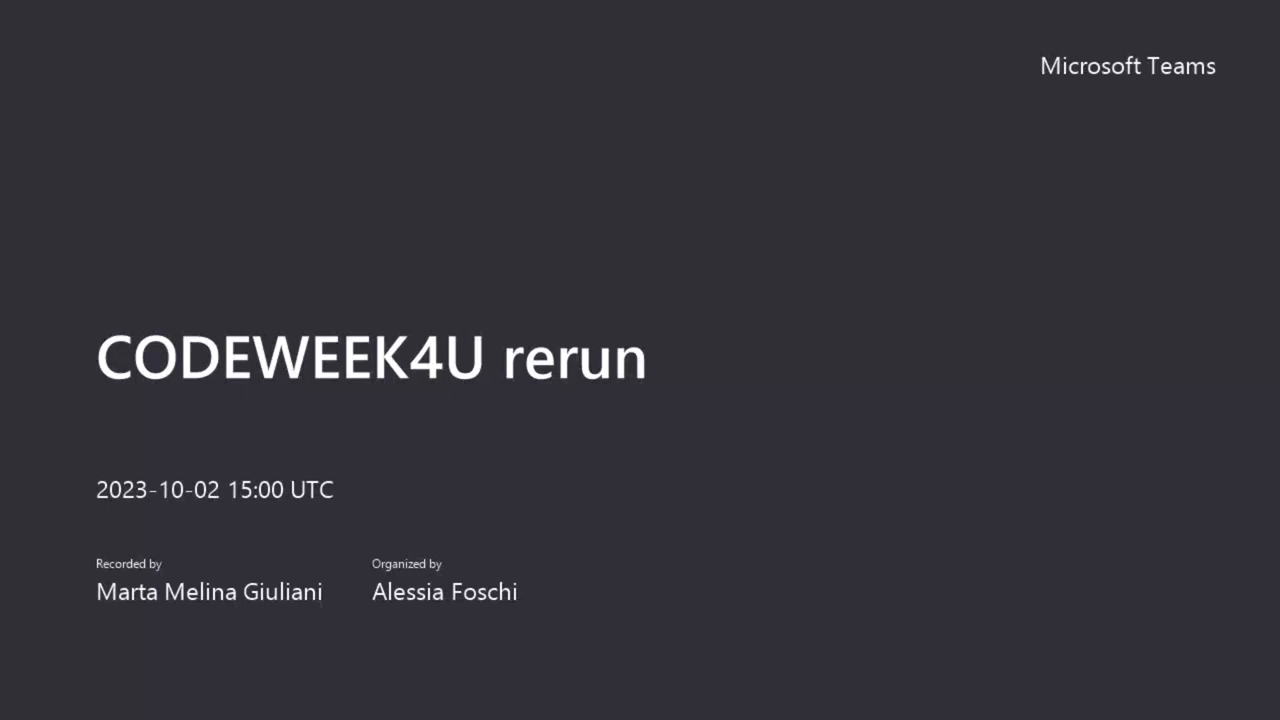 Microsoft Teams
CODEWEEK4U rerun
2023-10-02 15:00 UTC
Recorded by
Marta Melina Giuliani
Organized by
Alessia Foschi